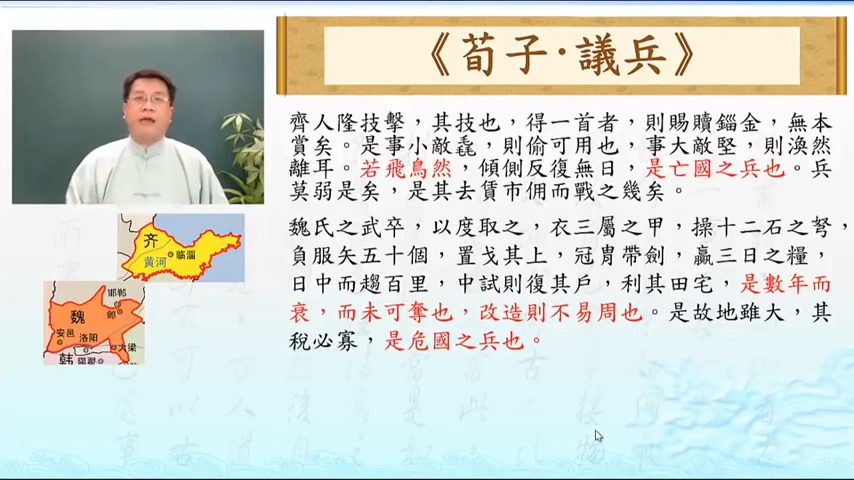 《荀子·議兵》
齊人隆技擊，其技也，得一首者，則賜贖錙金，無本
賞矣。是事小敵毳，則偷可用也，事大敵堅，則渙然
離耳。若飛鳥然，傾側反復無日，是亡國之兵也。兵
莫弱是矣，是其去賃市傭而戰之幾矣。
魏氏之武卒，以度取之，衣三屬之甲，操十二石之弩，
負服矢五十個，置戈其上，冠冑帶劍，贏三日之糧，
日中而趨百里，中試則復其戶，利其田宅，是數年而
衰，而未可奪也，改造則不易周也。是故地雖大，其
稅必寡，是危國之兵也。
齐
临淄
黄河
邯郸
魏
邺
安邑
洛阳
大梁
韩